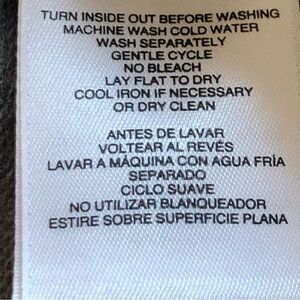 TURN INSIDE OUT BEFORE WASHING
MACHINE WASH COLD WATER
WASH SEPARATELY
GENTLE CYCLE
NO BLEACH
LAY FLAT TO DRY
COOL IRON IF NECESSARY
OR DRY CLEAN
ANTES DE LAVAR
VOLTEAR AL REVÉS
LAVAR A MÁQUINA CON AGUA FRÍA
SEPARADO
CICLO SUAVE
NO UTILIZAR BLANQUEADOR
ESTIRE SOBRE SUPERFICIE PLANA